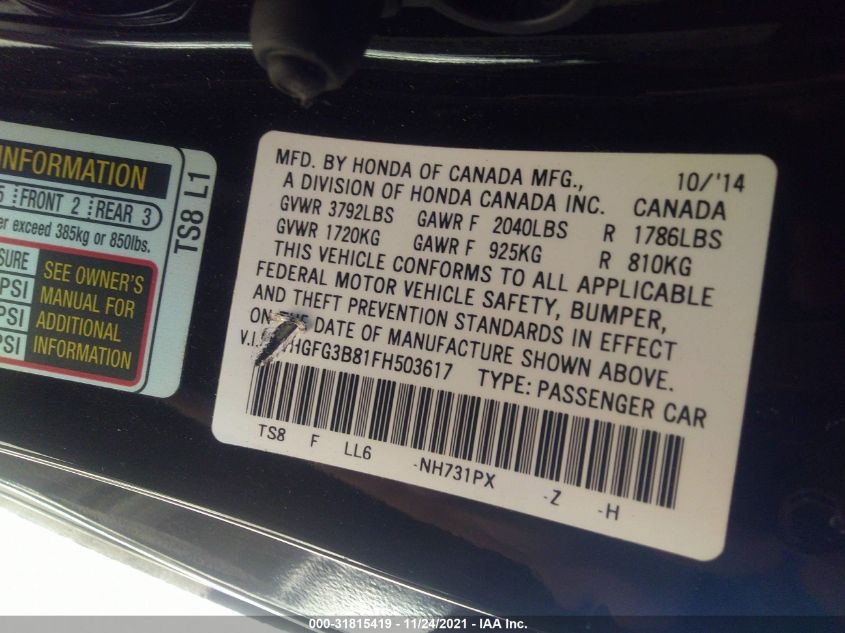 INFORMATION
5 FRONT 2 REAR 3
er exceed 385kg or 850lbs.
SURE
PSI
PSI
PSI
SEE OWNER'S
MANUAL FOR
ADDITIONAL
INFORMATION
TS8 L1
MFD. BY HONDA OF CANADA MFG., 10/'14
A DIVISION OF HONDA CANADA INC. CANADA
GVWR 3792LBS GAWR F 2040LBS R 1786LBS
GVWR 1720KG GAWR F 925KG R 810KG
THIS VEHICLE CONFORMS TO ALL APPLICABLE
FEDERAL MOTOR VEHICLE SAFETY, BUMPER,
AND THEFT PREVENTION STANDARDS IN EFFECT
ON DATE OF MANUFACTURE SHOWN ABOVE.
V.I. HGFG3B81FH503617 TYPE: PASSENGER CAR
TS8 F LL6 -NH731PX -Z -H
000-31815419 - 11/24/2021 - IAA Inc.